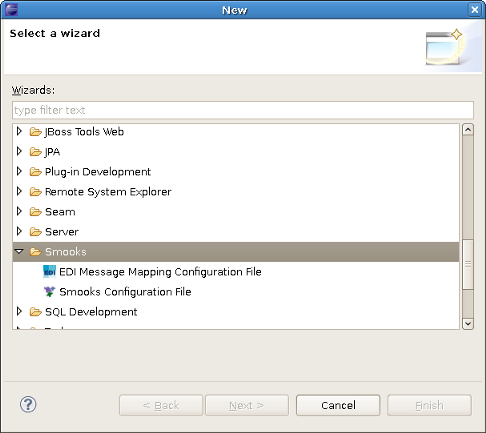 New
Select a wizard
Wizards:
type filter text
JBoss Tools Web
JPA
Plug-in Development
Remote System Explorer
Seam
Server
Smooks
EDI EDI Message Mapping Configuration File
Smooks Configuration File
SQL Development
? < Back Next > Cancel Finish